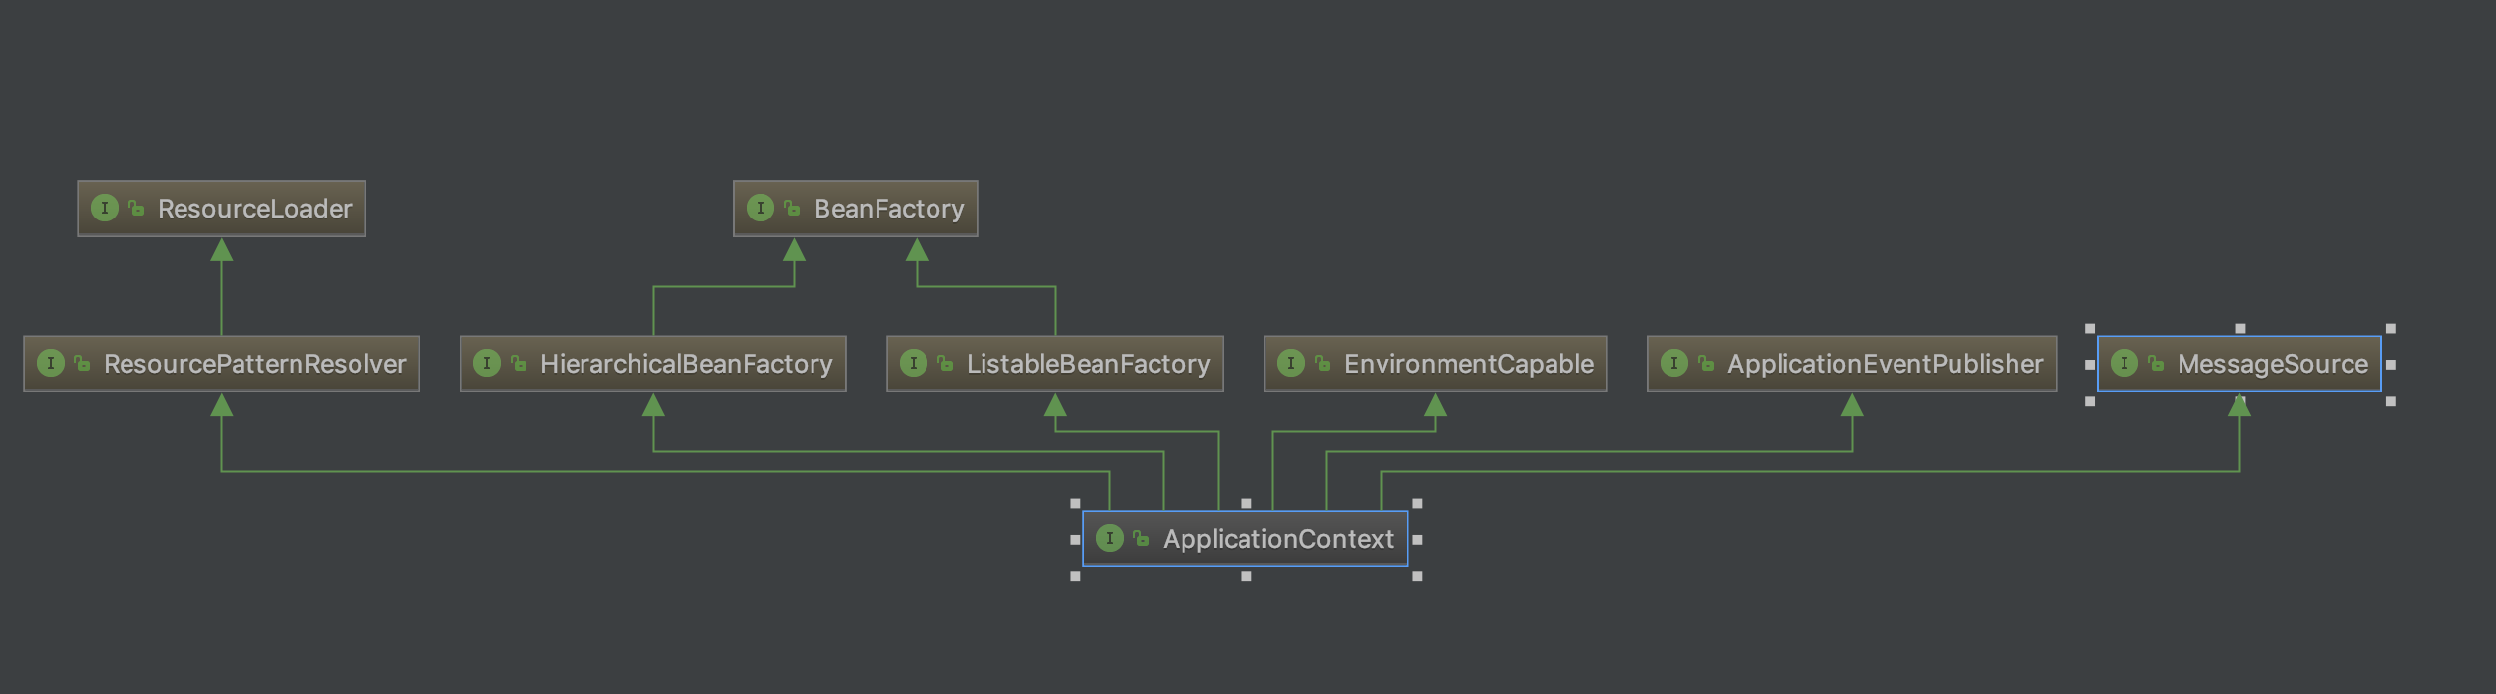 I ResourceLoader
I BeanFactory
I ResourcePatternResolver
I HierarchicalBeanFactory
I ListableBeanFactory
I EnvironmentCapable
I ApplicationEventPublisher
I MessageSource
I ApplicationContext